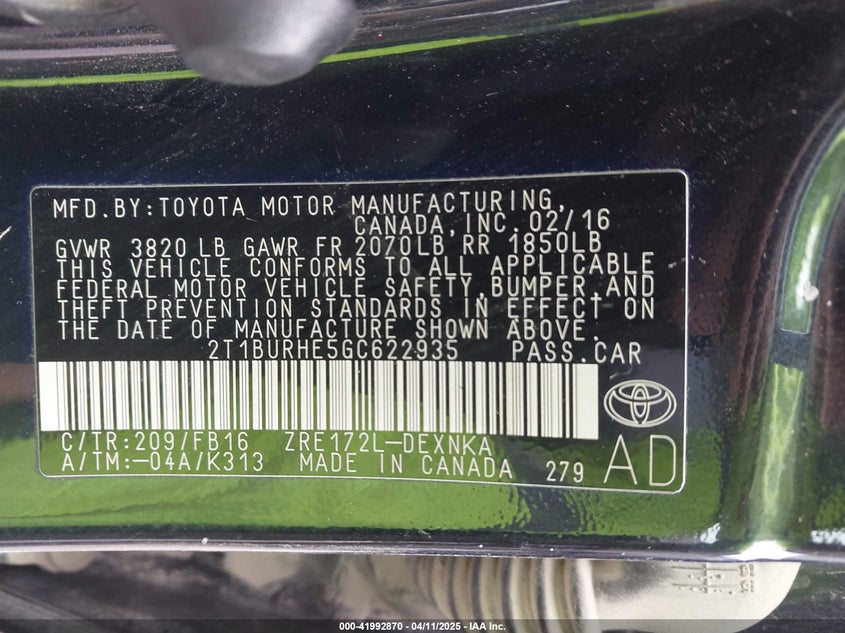 MFD.BY:TOYOTA MOTOR MANUFACTURING,
CANADA,INC. 02/16
GVWR 3820 LB GAWR FR 2070LB RR 1850LB
THIS VEHICLE CONFORMS TO ALL APPLICABLE
FEDERAL MOTOR VEHICLE SAFETY,BUMPER,AND
THEFT PREVENTION STANDARDS IN EFFECT ON
THE DATE OF MANUFACTURE SHOWN ABOVE.
2T1BURHE5GC622935 PASS.CAR
C/TR:209/FB16 ZRE172L-DEXNKA
A/TM:-04A/K313 MADE IN CANADA 279 AD
000-41992870 - 04/11/2025 - IAA Inc.